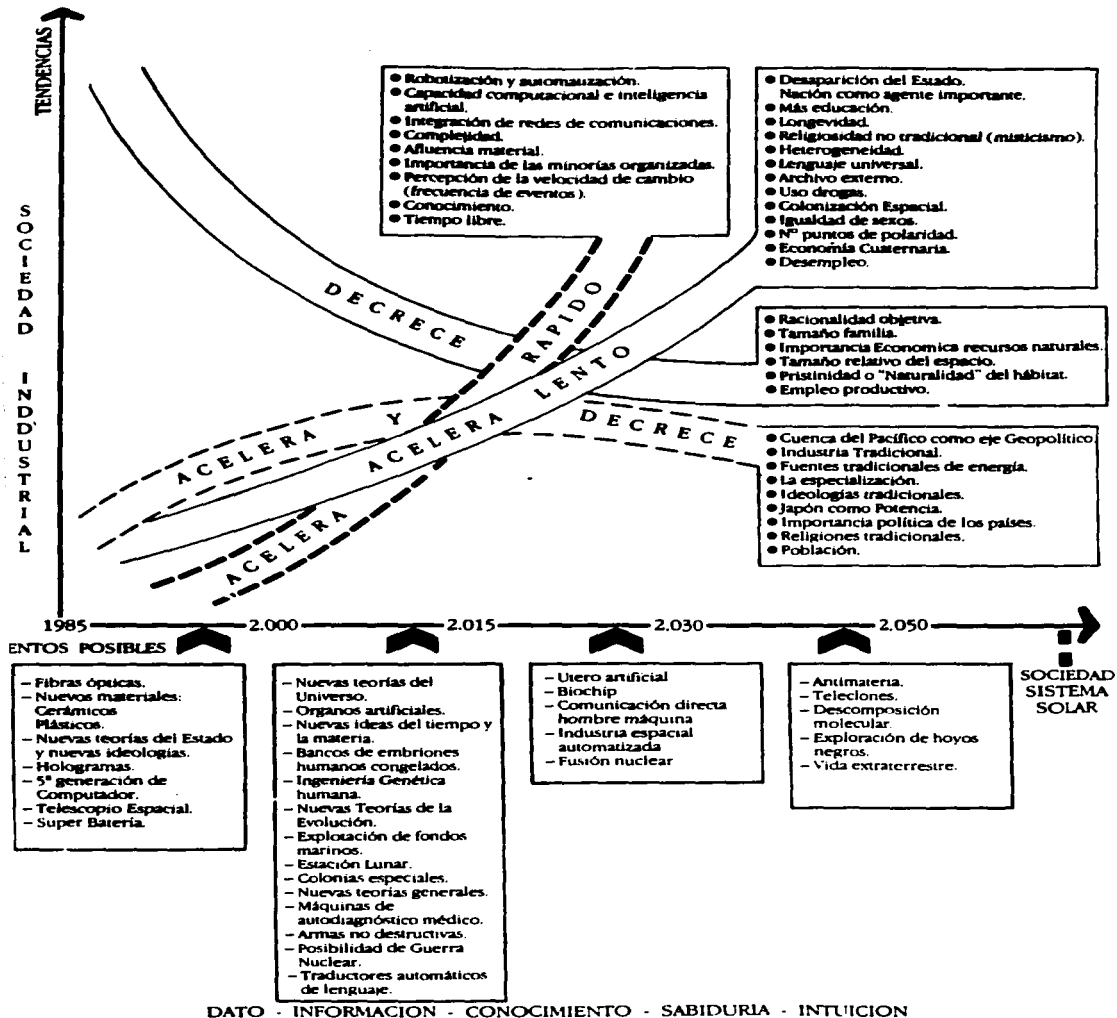 TENDENCIAS
SOCIEDAD INDUSTRIAL
● Robotización y automatización.
● Capacidad computacional e inteligencia
artificial.
● Integración de redes de comunicaciones.
● Complejidad.
● Afluencia material.
● Importancia de las minorías organizadas.
● Percepción de la velocidad de cambio
(frecuencia de eventos).
● Conocimiento.
● Tiempo libre.
● Desaparición del Estado.
Nación como agente importante.
● Más educación.
● Longevidad.
● Religiosidad no tradicional (misticismo).
● Heterogeneidad.
● Lenguaje universal.
● Archivo externo.
● Uso drogas.
● Colonización Espacial.
● Igualdad de sexos.
● Nº puntos de polaridad.
● Economía Cuaternaria.
● Desempleo.
DECRECE
ACELERA RAPIDO
ACELERA LENTO
ACELERA Y DECRECE
● Racionalidad objetiva.
● Tamaño familia.
● Importancia Economica recursos naturales.
● Tamaño relativo del espacio.
● Pristinidad o "Naturalidad" del hábitat.
● Empleo productivo.
● Cuenca del Pacífico como eje Geopolítico
● Industria Tradicional.
● Fuentes tradicionales de energía.
● La especialización.
● Ideologías tradicionales.
● Japón como Potencia.
● Importancia política de los países.
● Religiones tradicionales.
● Población.
1985 2.000 2.015 2.030 2.050
ENTOS POSIBLES
– Fibras ópticas.
– Nuevos materiales:
Cerámicos
Plásticos.
– Nuevas teorías del Estado
y nuevas ideologías.
– Hologramas.
– 5ª generación de
Computador.
– Telescopio Espacial.
– Super Batería.
– Nuevas teorías del
Universo.
– Organos artificiales.
– Nuevas ideas del tiempo y
la materia.
– Bancos de embriones
humanos congelados.
– Ingeniería Genética
humana.
– Nuevas Teorías de la
Evolución.
– Explotación de fondos
marinos.
– Estación Lunar.
– Colonias especiales.
– Nuevas teorías generales.
– Máquinas de
autodiagnóstico médico.
– Armas no destructivas.
– Posibilidad de Guerra
Nuclear.
– Traductores automáticos
de lenguaje.
– Utero artificial
– Biochip
– Comunicación directa
hombre máquina
– Industria espacial
automatizada
– Fusión nuclear
– Antimateria.
– Teleclones.
– Descomposición
molecular.
– Exploración de hoyos
negros.
– Vida extraterrestre.
SOCIEDAD
SISTEMA
SOLAR
DATO - INFORMACION - CONOCIMIENTO - SABIDURIA - INTUICION